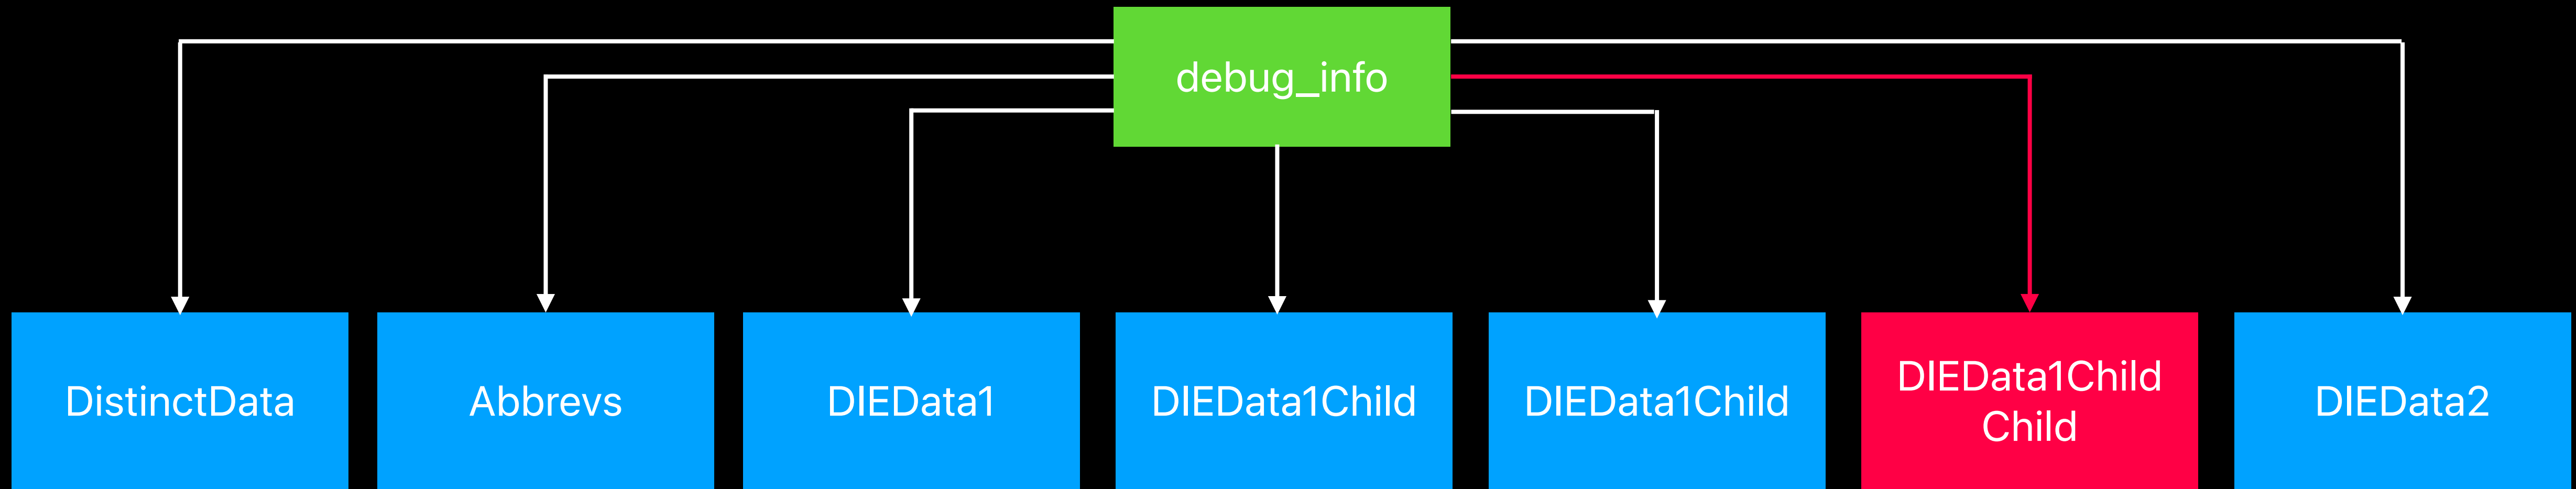 debug_info
DistinctData
Abbrevs
DIEData1
DIEData1Child
DIEData1Child
DIEData1Child
Child
DIEData2